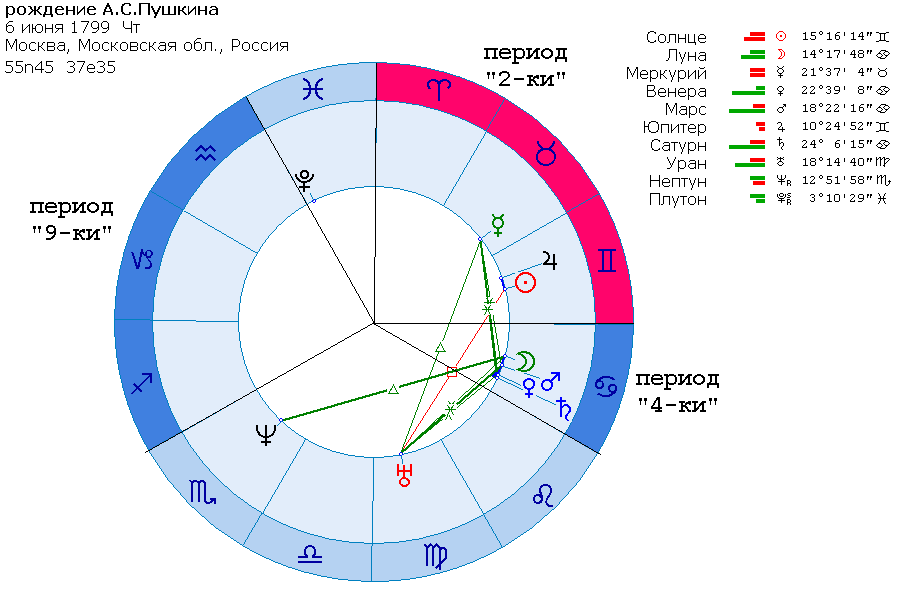 рождение А.С.Пушкина
6 июня 1799 Чт
Москва, Московская обл., Россия
55n45 37e35
период
"2-ки"
период
"9-ки"
период
"4-ки"
Солнце ☉ 15°16'14" ♊
Луна ☽ 14°17'48" ♋
Меркурий ☿ 21°37' 4" ♉
Венера ♀ 22°39' 8" ♋
Марс ♂ 18°22'16" ♋
Юпитер ♃ 10°24'52" ♊
Сатурн ♄ 24° 6'15" ♋
Уран ♅ 18°14'40" ♍
Нептун ♆R 12°51'58" ♏
Плутон 3°10'29" ♓